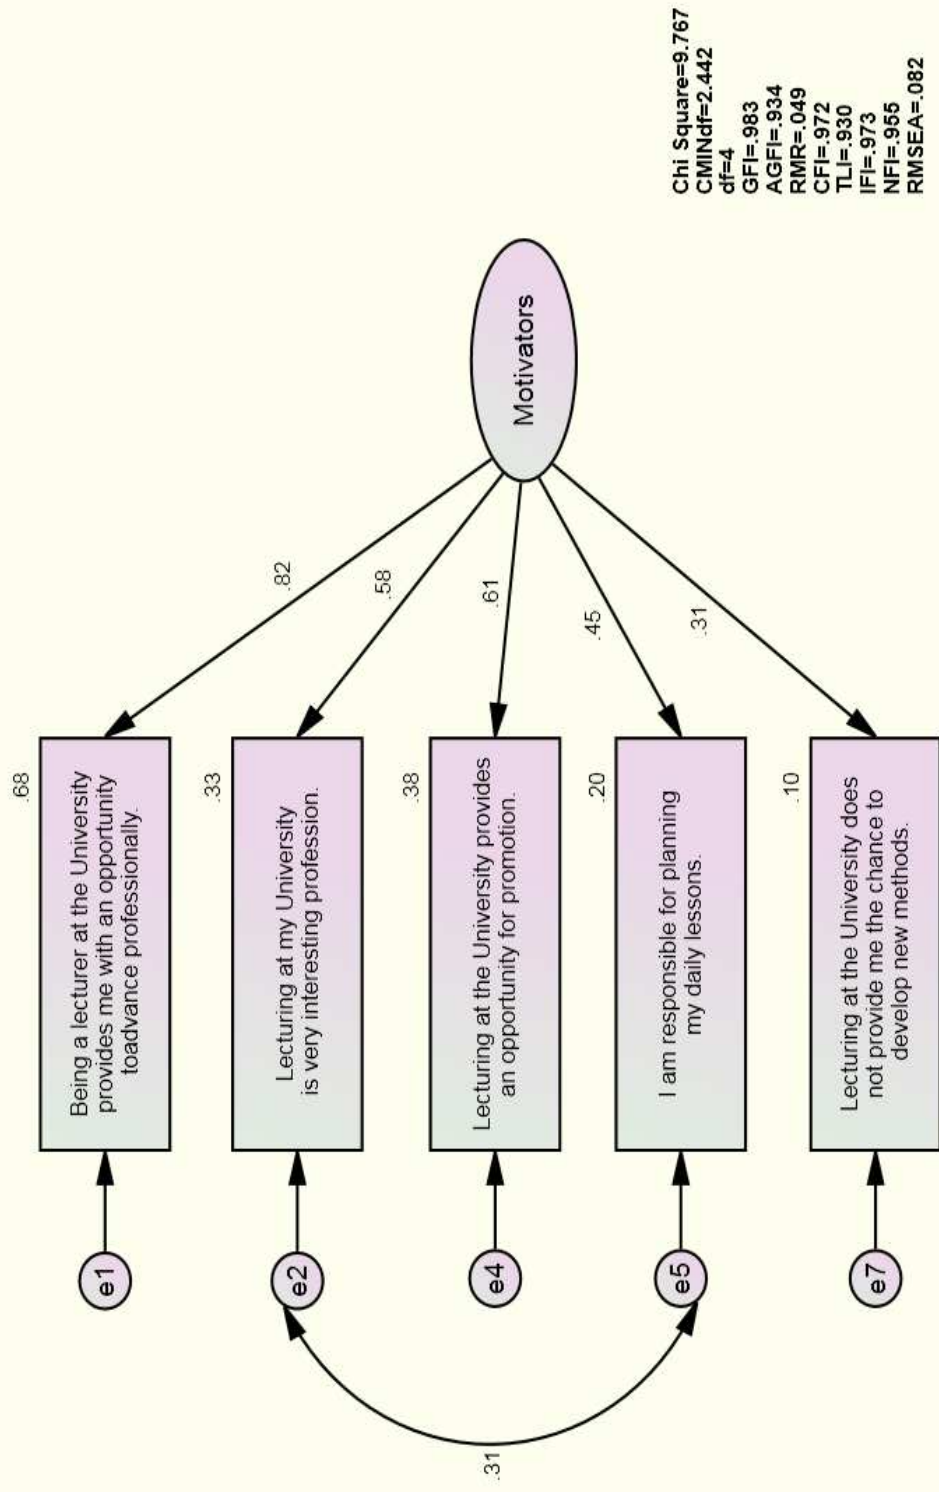 .68
Being a lecturer at the University
provides me with an opportunity
toadvance professionally.
e1
.82
.33
Lecturing at my University
is very interesting profession.
e2
.58
.38
Lecturing at the University provides
an opportunity for promotion.
e4
.61
Motivators
.20
I am responsible for planning
my daily lessons.
e5
.45
.10
Lecturing at the University does
not provide me the chance to
develop new methods.
e7
.31
.31
Chi Square=9.767
CMINdf=2.442
df=4
GFI=.983
AGFI=.934
RMR=.049
CFI=.972
TLI=.930
IFI=.973
NFI=.955
RMSEA=.082